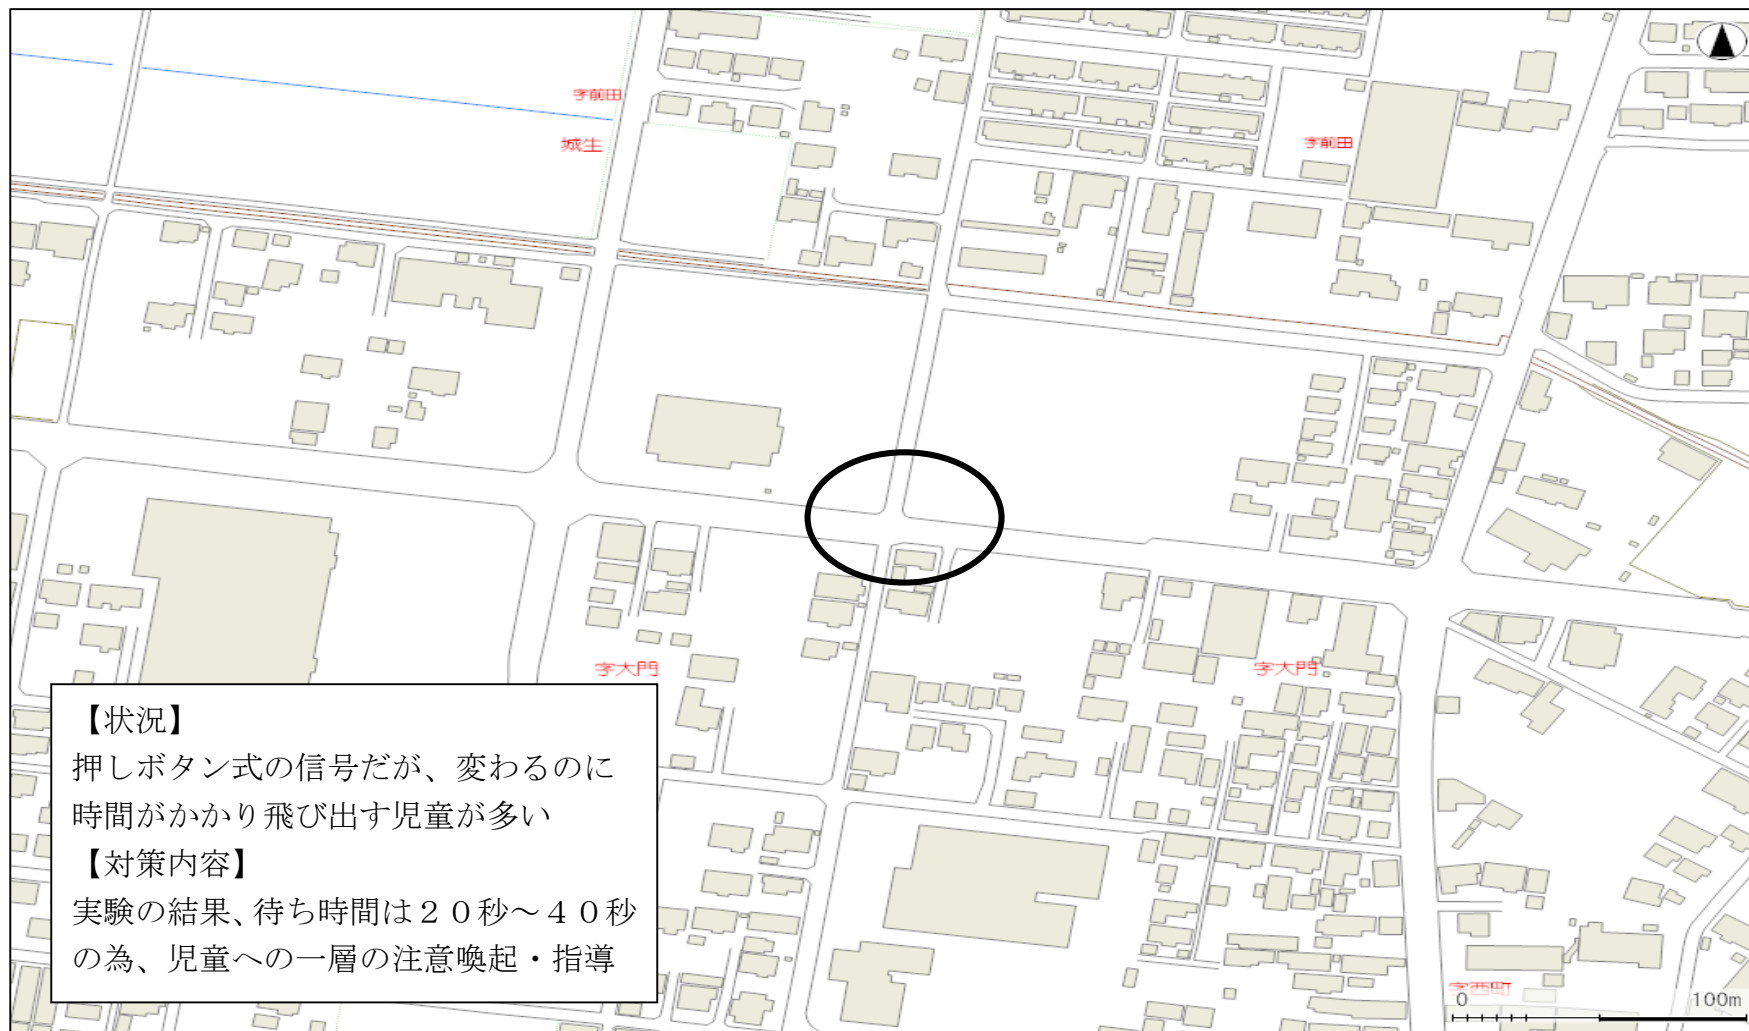 字前田
城生
字前田
字大門
字大門
【状況】
押しボタン式の信号だが、変わるのに
時間がかかり飛び出す児童が多い
【対策内容】
実験の結果、待ち時間は２０秒～４０秒
の為、児童への一層の注意喚起・指導
字西町
0 100m